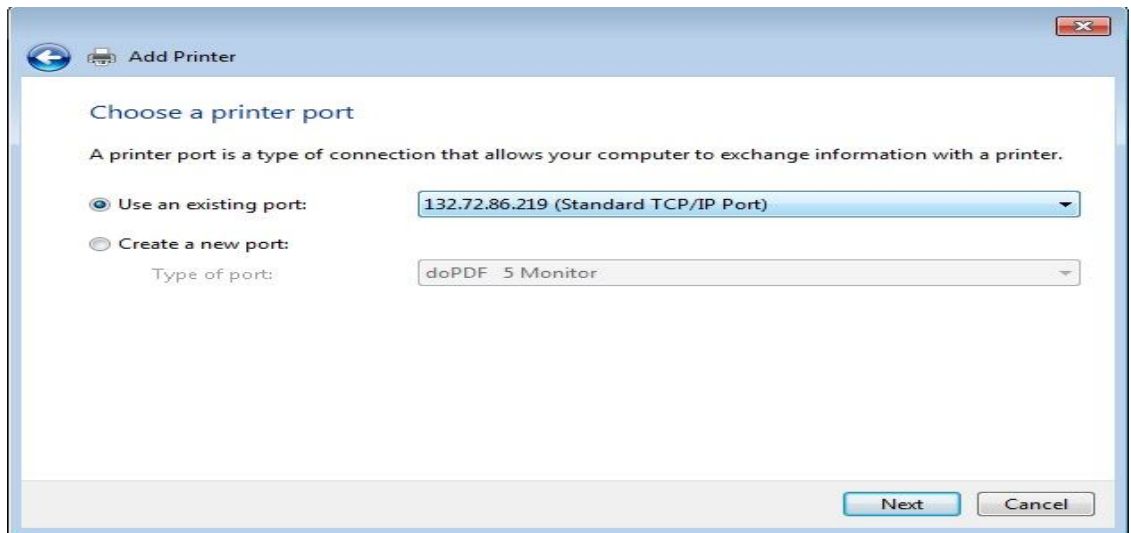 Add Printer
Choose a printer port
A printer port is a type of connection that allows your computer to exchange information with a printer.
Use an existing port: 132.72.86.219 (Standard TCP/IP Port)
Create a new port:
Type of port: doPDF 5 Monitor
Next Cancel